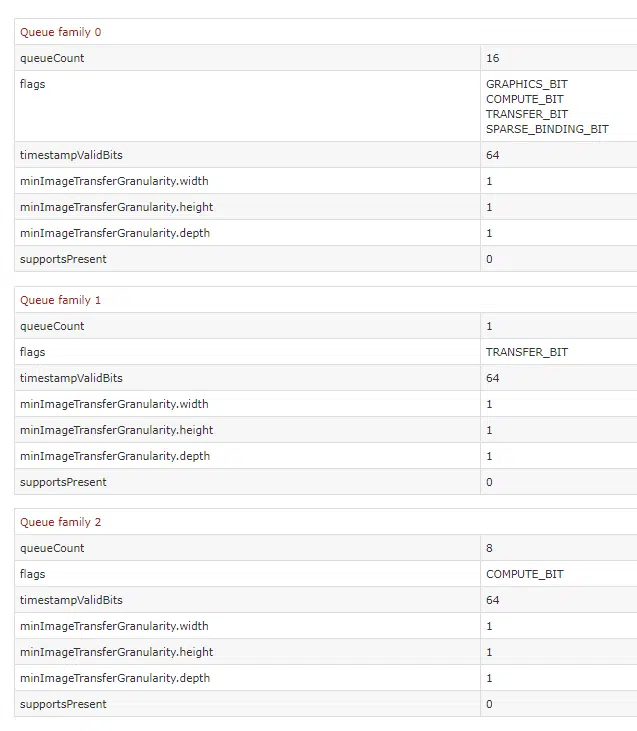 Queue family 0
queueCount 16
flags GRAPHICS_BIT
COMPUTE_BIT
TRANSFER_BIT
SPARSE_BINDING_BIT
timestampValidBits 64
minImageTransferGranularity.width 1
minImageTransferGranularity.height 1
minImageTransferGranularity.depth 1
supportsPresent 0
Queue family 1
queueCount 1
flags TRANSFER_BIT
timestampValidBits 64
minImageTransferGranularity.width 1
minImageTransferGranularity.height 1
minImageTransferGranularity.depth 1
supportsPresent 0
Queue family 2
queueCount 8
flags COMPUTE_BIT
timestampValidBits 64
minImageTransferGranularity.width 1
minImageTransferGranularity.height 1
minImageTransferGranularity.depth 1
supportsPresent 0